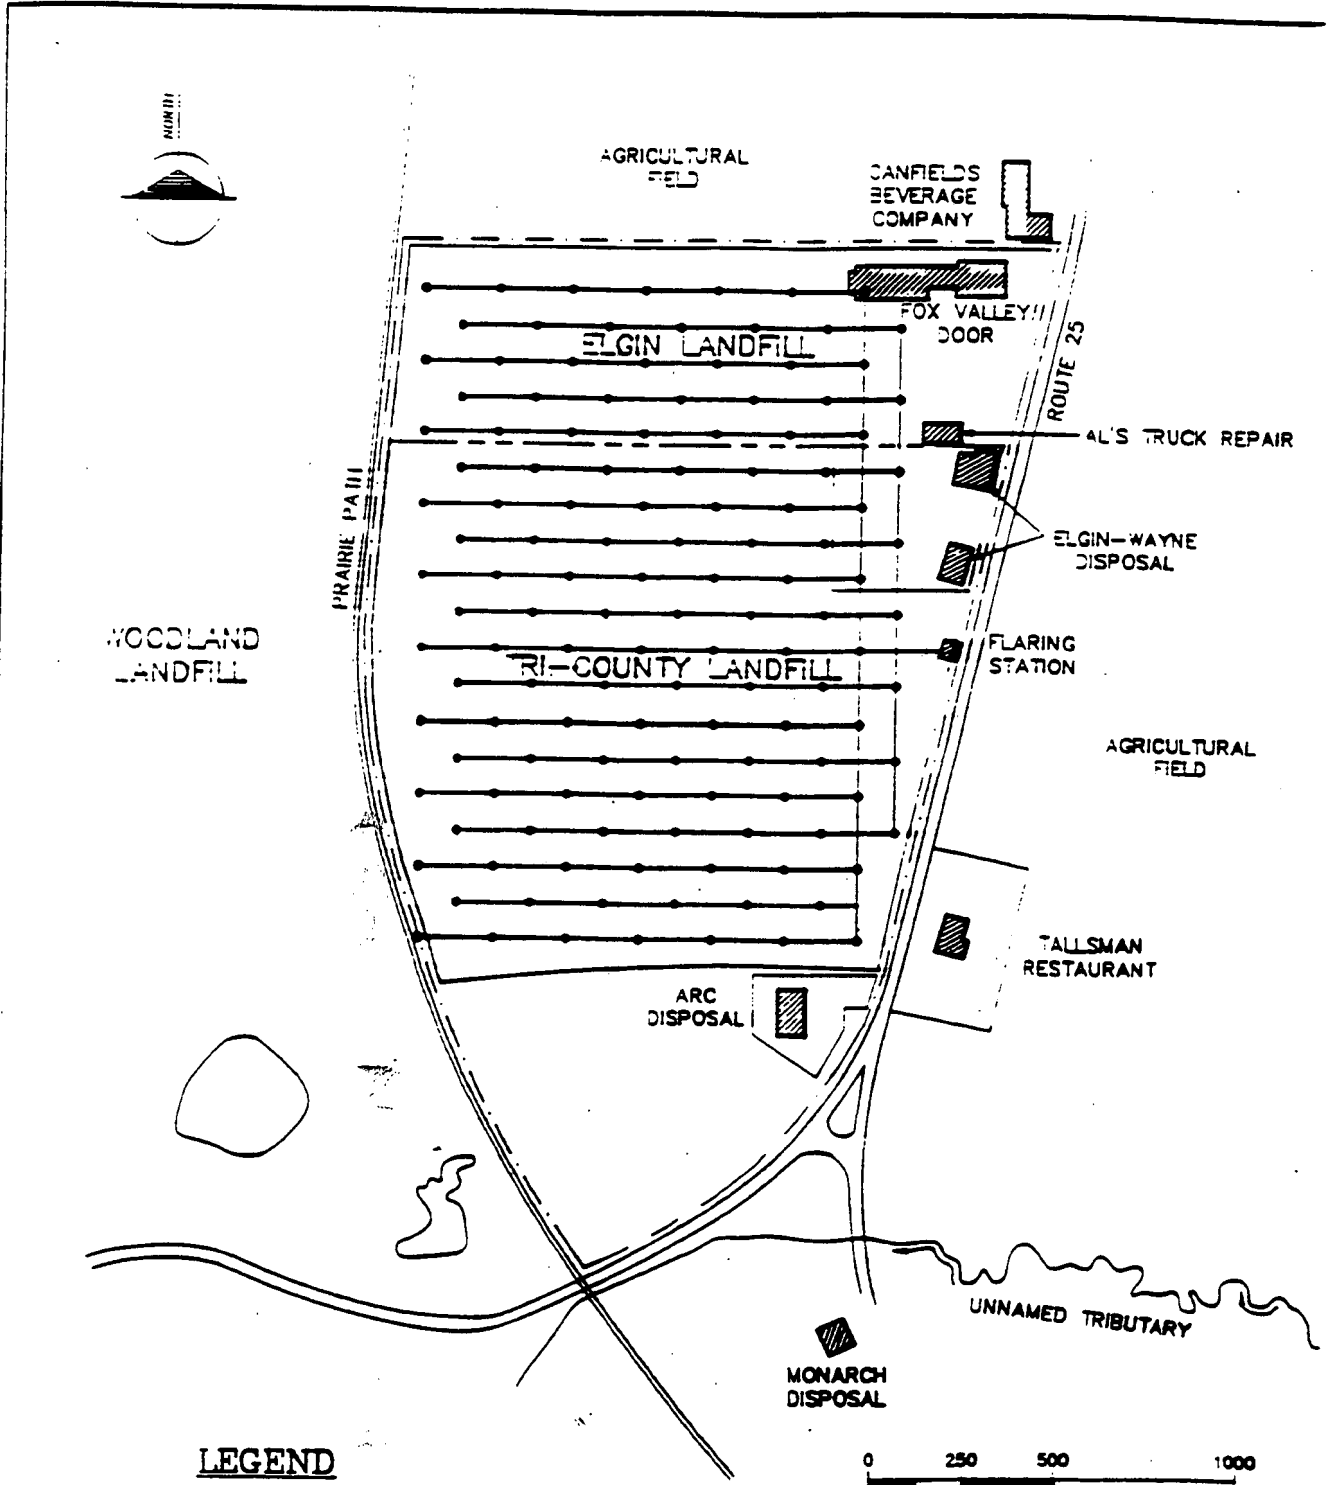 NORTH
AGRICULTURAL
FIELD
CANFIELDS
BEVERAGE
COMPANY
FOX VALLEY
DOOR
ELGIN LANDFILL
ROUTE 25
AL'S TRUCK REPAIR
PRAIRIE PATH
ELGIN-WAYNE
DISPOSAL
WOODLAND
LANDFILL
FLARING
STATION
TRI-COUNTY LANDFILL
AGRICULTURAL
FIELD
TALLSMAN
RESTAURANT
ARC
DISPOSAL
UNNAMED TRIBUTARY
MONARCH
DISPOSAL
LEGEND
0 250 500 1000